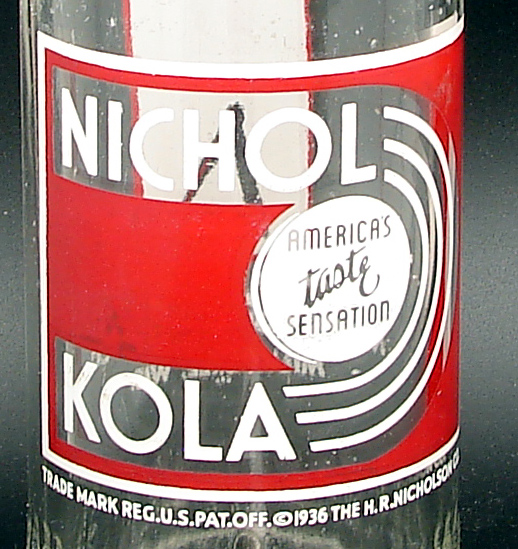 NICHOL
AMERICA'S
taste
SENSATION
KOLA
TRADE MARK REG.U.S.PAT.OFF.©1936 THE H.R.NICHOLSON